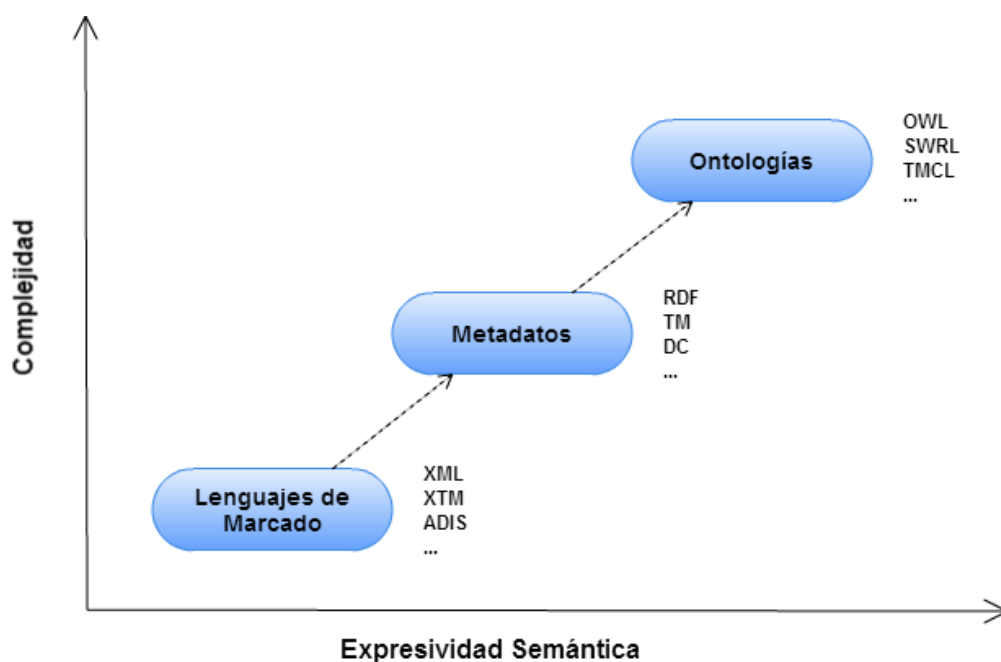 OWL
SWRL
TMCL
...
Ontologías
RDF
TM
DC
...
Metadatos
XML
XTM
ADIS
...
Lenguajes de
Marcado
Complejidad
Expresividad Semántica